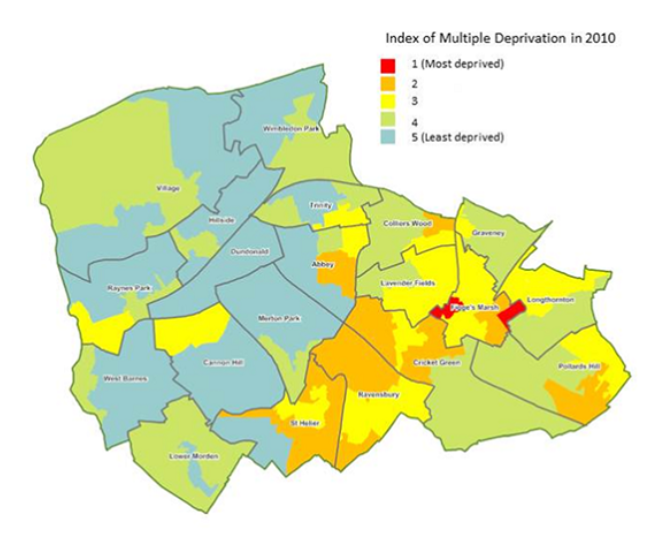 Index of Multiple Deprivation in 2010
1 (Most deprived)
2
3
4
5 (Least deprived)
Wimbledon Park
Village
Trinity
Hillside
Colliers Wood
Graveney
Dundonald
Abbey
Raynes Park
Lavender Fields
Figge's Marsh
Longthornton
Merton Park
Cannon Hill
Cricket Green
Pollards Hill
West Barnes
Ravensbury
St Helier
Lower Morden